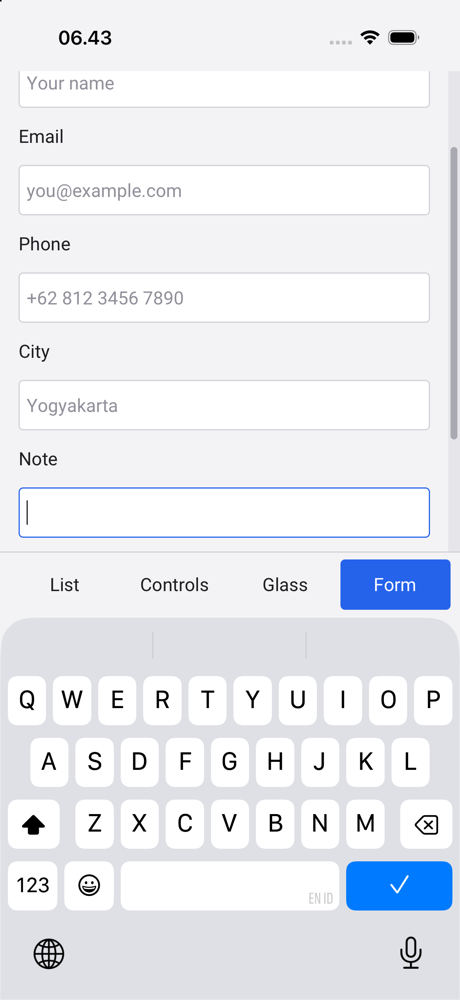 06.43
Your name
Email
you@example.com
Phone
+62 812 3456 7890
City
Yogyakarta
Note
List Controls Glass Form
Q W E R T Y U I O P
A S D F G H J K L
Z X C V B N M
123 EN ID